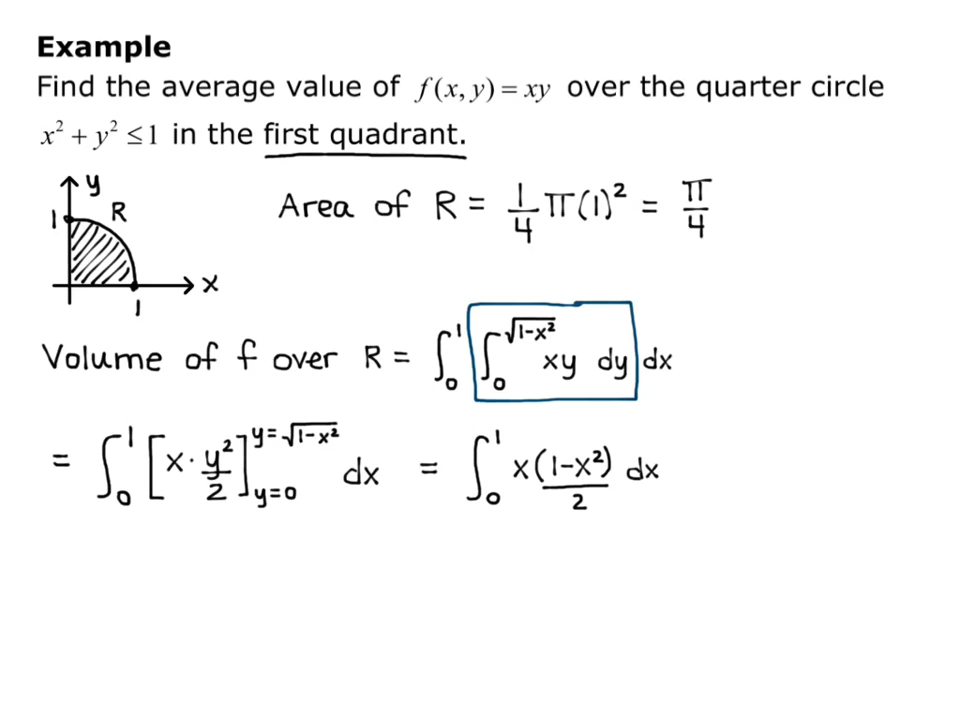 Example
Find the average value of f(x, y) = xy over the quarter circle
x² + y² ≤ 1 in the first quadrant.
y
1 R
x
1
Area of R = 1/4 π(1)² = π/4
Volume of f over R = ∫₀¹ ∫₀^√(1-x²) xy dy dx
= ∫₀¹ [x · y²/2]_{y=0}^{y=√(1-x²)} dx = ∫₀¹ x(1-x²)/2 dx